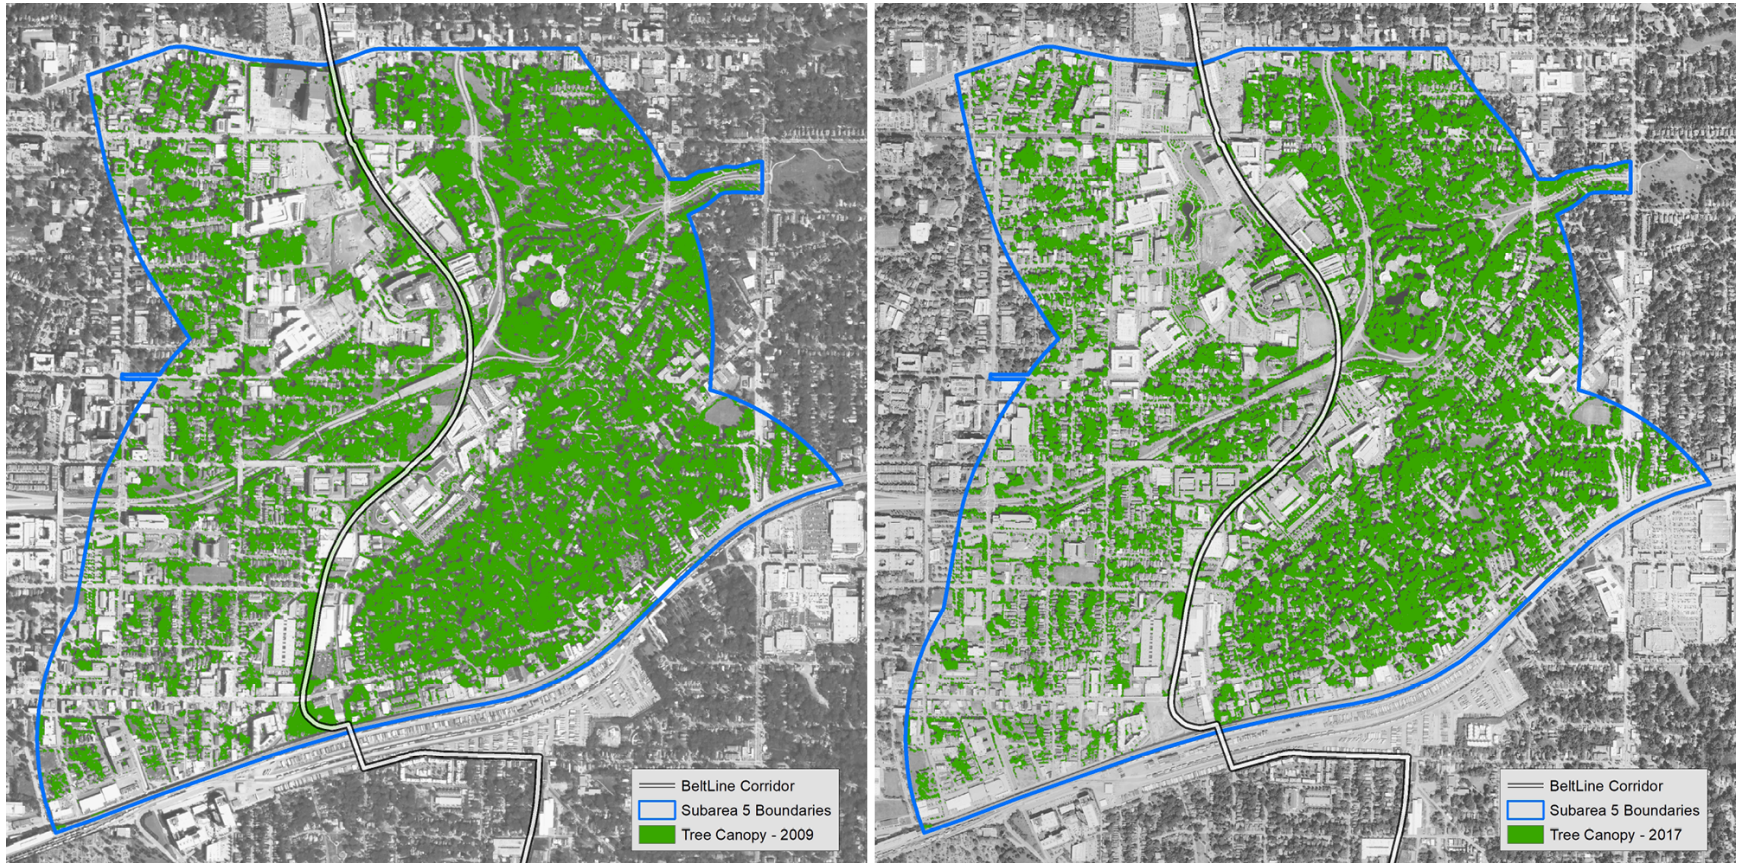 BeltLine Corridor
Subarea 5 Boundaries
Tree Canopy - 2009
BeltLine Corridor
Subarea 5 Boundaries
Tree Canopy - 2017